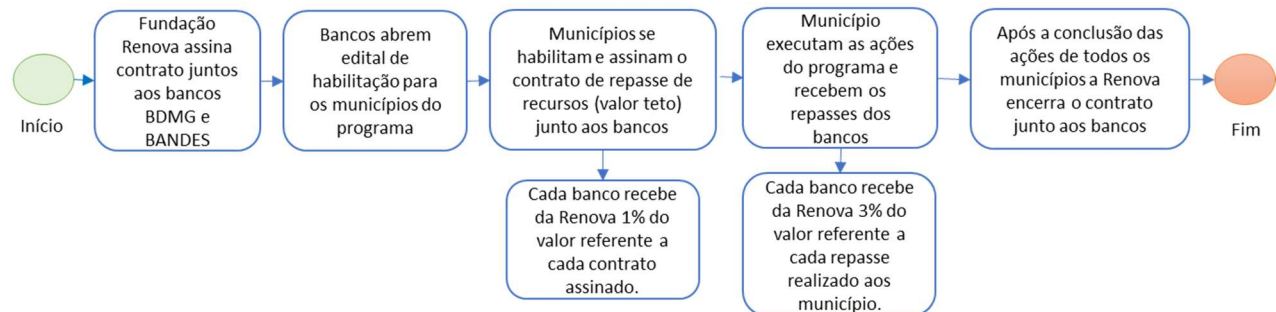 Início
Fundação
Renova assina
contrato juntos
aos bancos
BDMG e
BANDES
Bancos abrem
edital de
habilitação para
os municípios do
programa
Municípios se
habilitam e assinam o
contrato de repasse de
recursos (valor teto)
junto aos bancos
Cada banco recebe
da Renova 1% do
valor referente a
cada contrato
assinado.
Município
executam as ações
do programa e
recebem os
repasses dos
bancos
Cada banco recebe
da Renova 3% do
valor referente a
cada repasse
realizado aos
município.
Após a conclusão das
ações de todos os
municípios a Renova
encerra o contrato
junto aos bancos
Fim